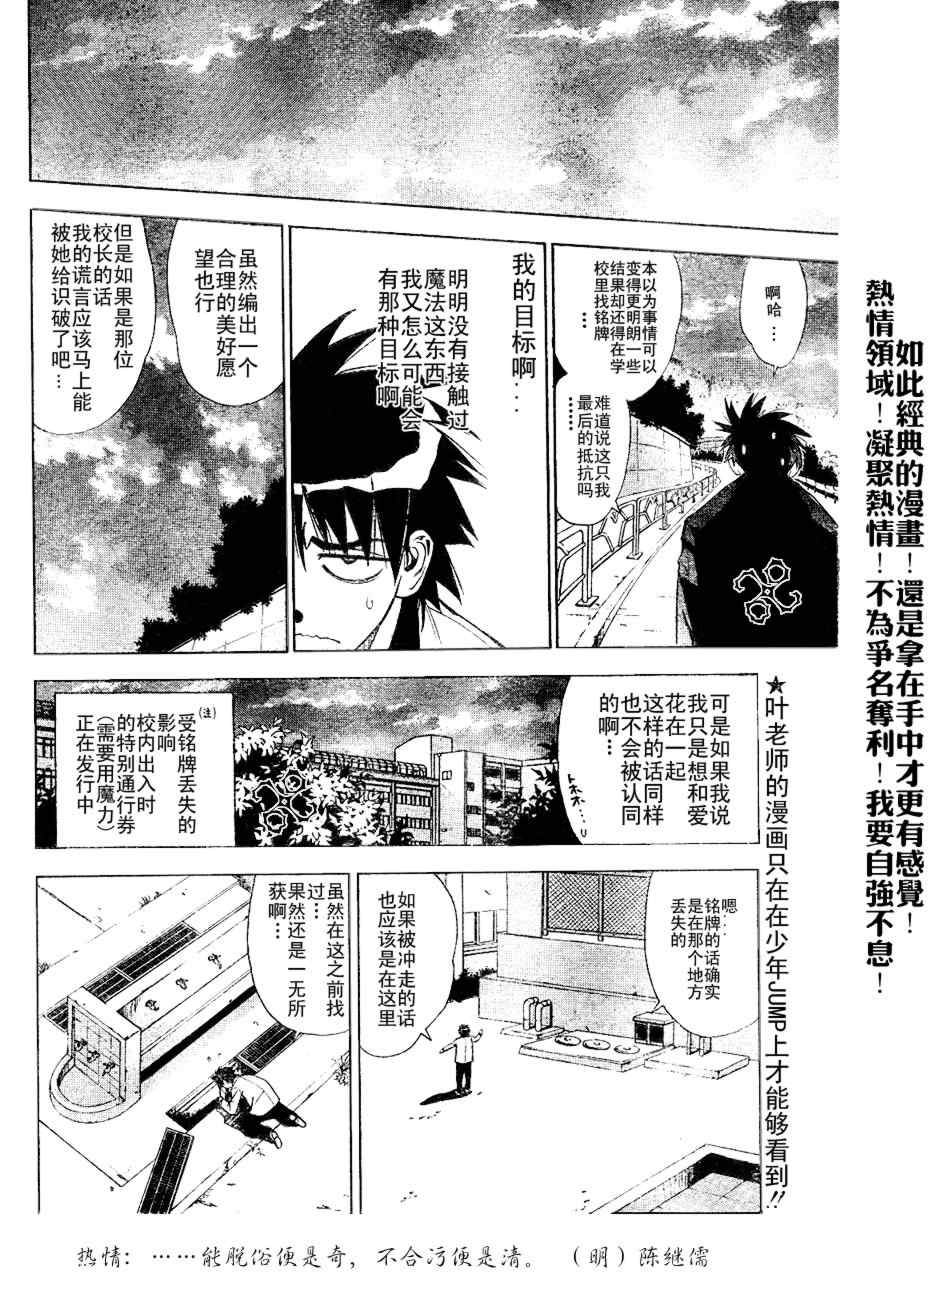 啊哈…
本以为事情可以
变得更明朗一些
结果却还得在学
校里找铭牌
…
难道说这只我
最后的抵抗吗
……
我的目标啊…
明明没有接触过
魔法这东西
我又怎么可能会
有那种目标啊
虽然编出一个
合理的美好愿
望也行
但是如果是那位
校长的话
我的谎言应该马上能
被她给识破了吧…
可是如果我说
我只是想和爱
花在一起
这样的话同样
也不会被认同
的啊…
(注)
受铭牌丢失的
影响
校内出入时
的特别通行券
(需要用魔力)
正在发行中
嗯…
铭牌的话确实
是在那个地方
丢失的
如果被冲走的话
也应该是在这里
虽然在这之前找
过…
果然还是一无所
获啊…
★叶老师的漫画只在在少年JUMP上才能够看到!!
如此經典的漫畫！還是拿在手中才更有感覺！
熱情領域！凝聚熱情！不為爭名奪利！我要自強不息！
热情：……能脱俗便是奇，不合污便是清。（明）陈继儒